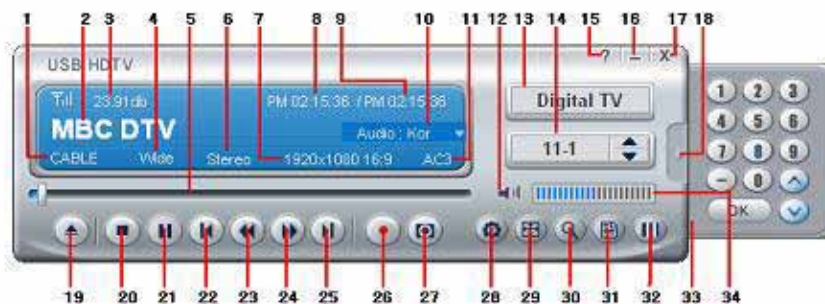 1 2 3 4 5 6 7 8 9 10 11 12 13 14 15 16 17 18
USB HDTV
? – X
23.91db PM 02:15:36 / PM 02:15:36
MBC DTV
Audio : Kor
CABLE Wide Stereo 1920x1080 16:9 AC3
Digital TV
11-1
1 2 3
4 5 6
7 8 9
– 0
OK
19 20 21 22 23 24 25 26 27 28 29 30 31 32 33 34